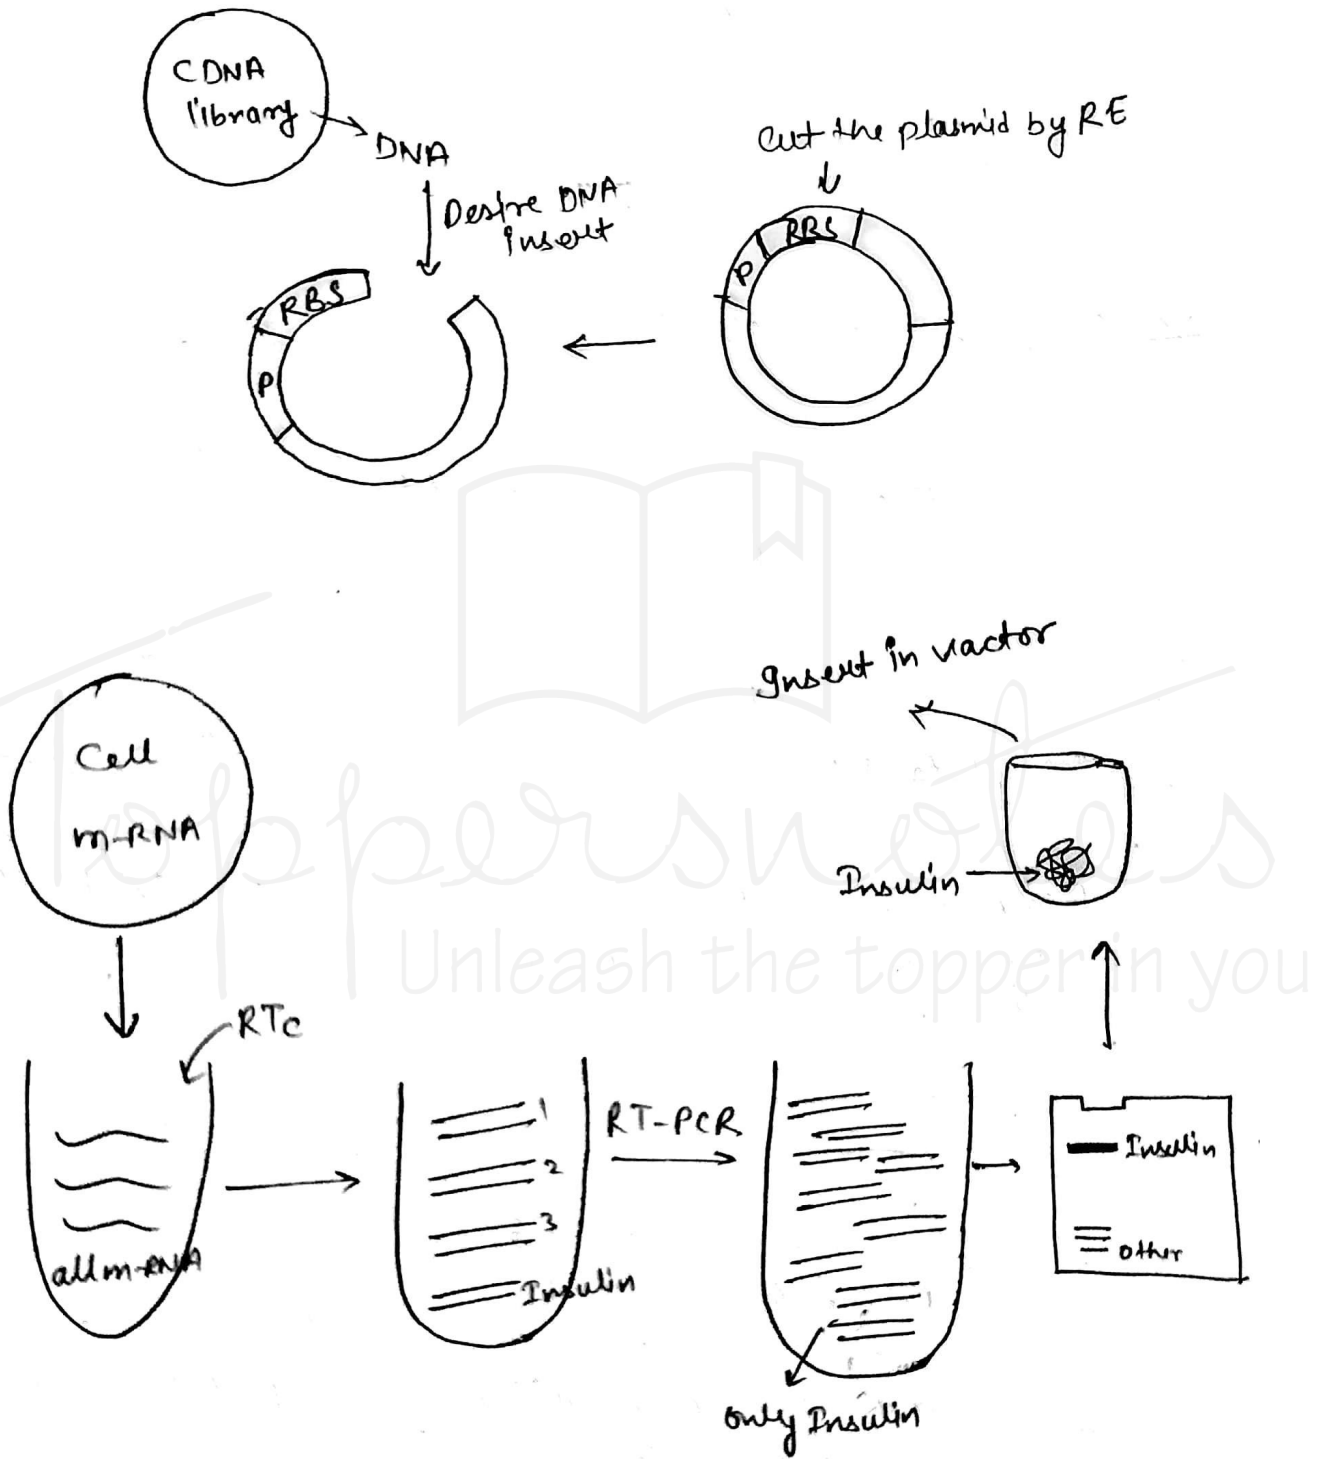 CDNA
library
DNA
Desire DNA
insert
Cut the plasmid by RE
RBS
P
RBS
P
Insert in vactor
Cell
m-RNA
Insulin
RTc
all m-RNA
1
2
3
Insulin
RT-PCR
only Insulin
Insulin
other
Toppersnotes
Unleash the topper in you